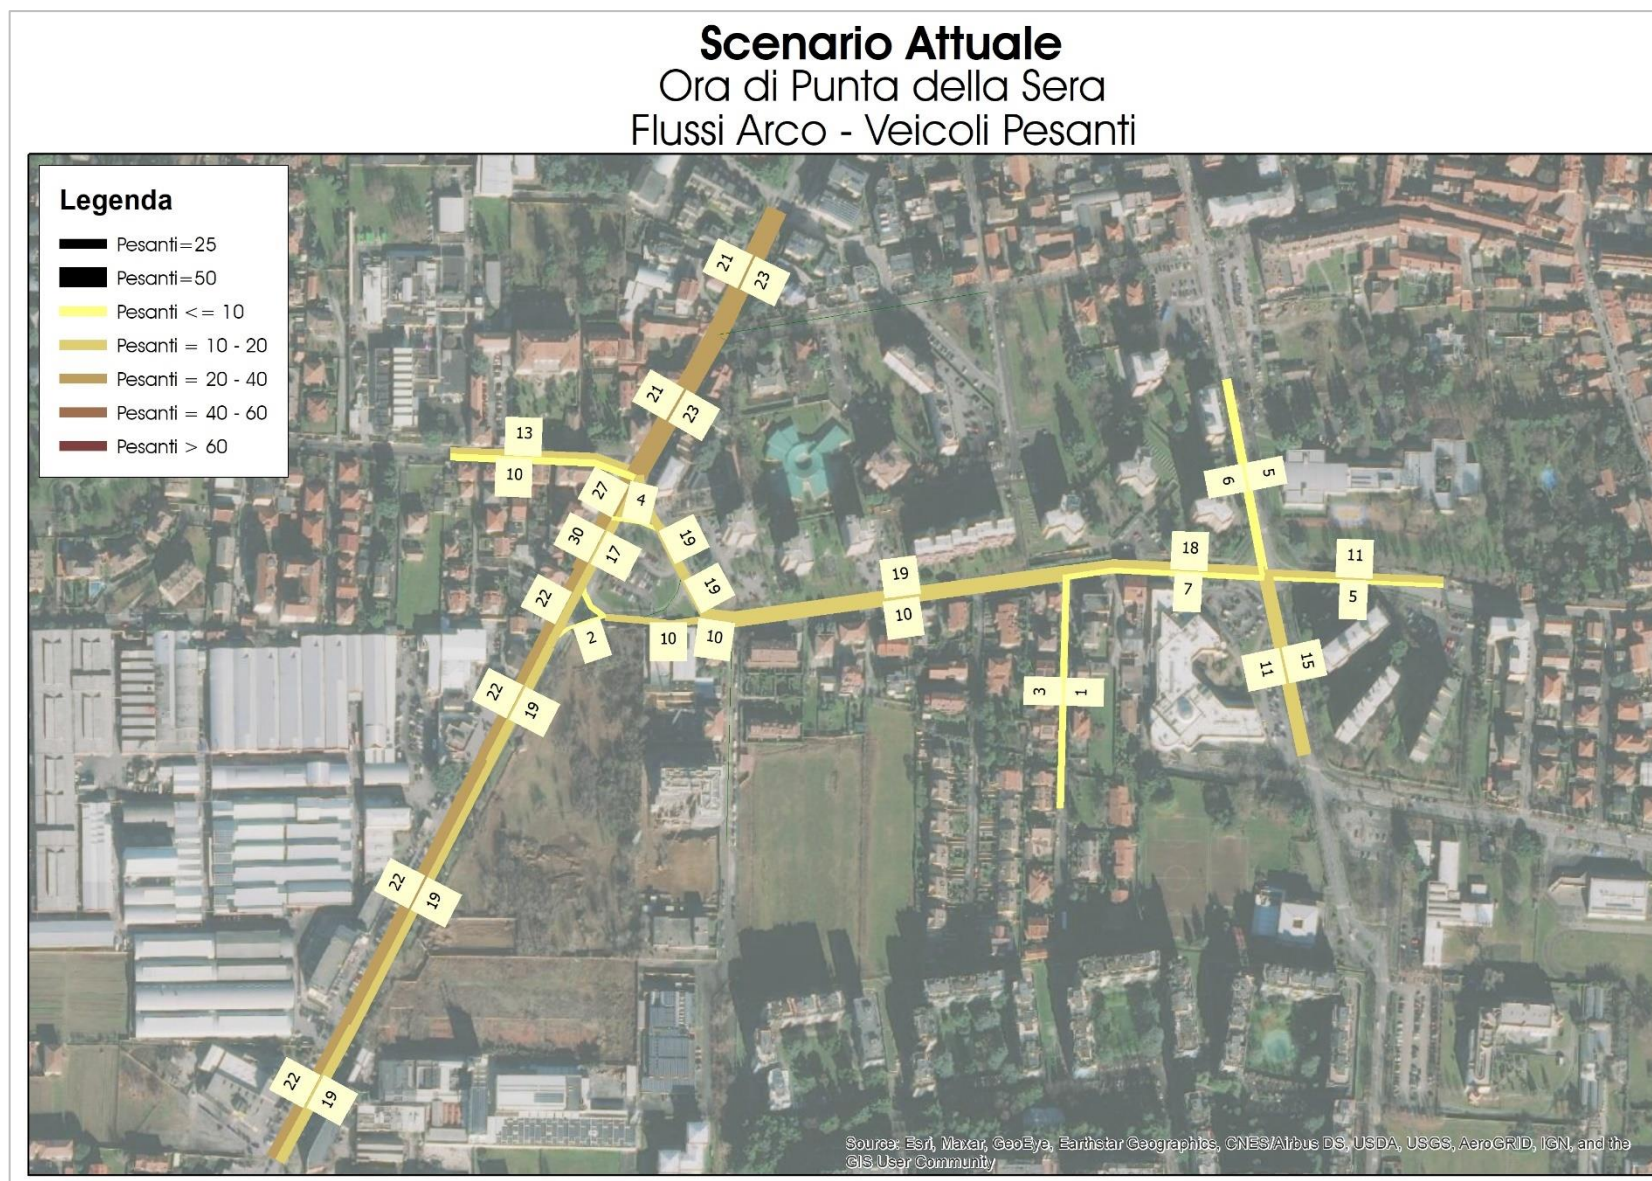 Scenario Attuale
Ora di Punta della Sera
Flussi Arco - Veicoli Pesanti
Legenda
Pesanti=25
Pesanti=50
Pesanti <= 10
Pesanti = 10 - 20
Pesanti = 20 - 40
Pesanti = 40 - 60
Pesanti > 60
21
23
21
23
13
10
27
4
30
17
19
19
22
2
10
10
19
10
18
7
6
5
11
5
11
15
3
1
22
19
22
19
22
19
Source: Esri, Maxar, GeoEye, Earthstar Geographics, CNES/Airbus DS, USDA, USGS, AeroGRID, IGN, and the
GIS User Community